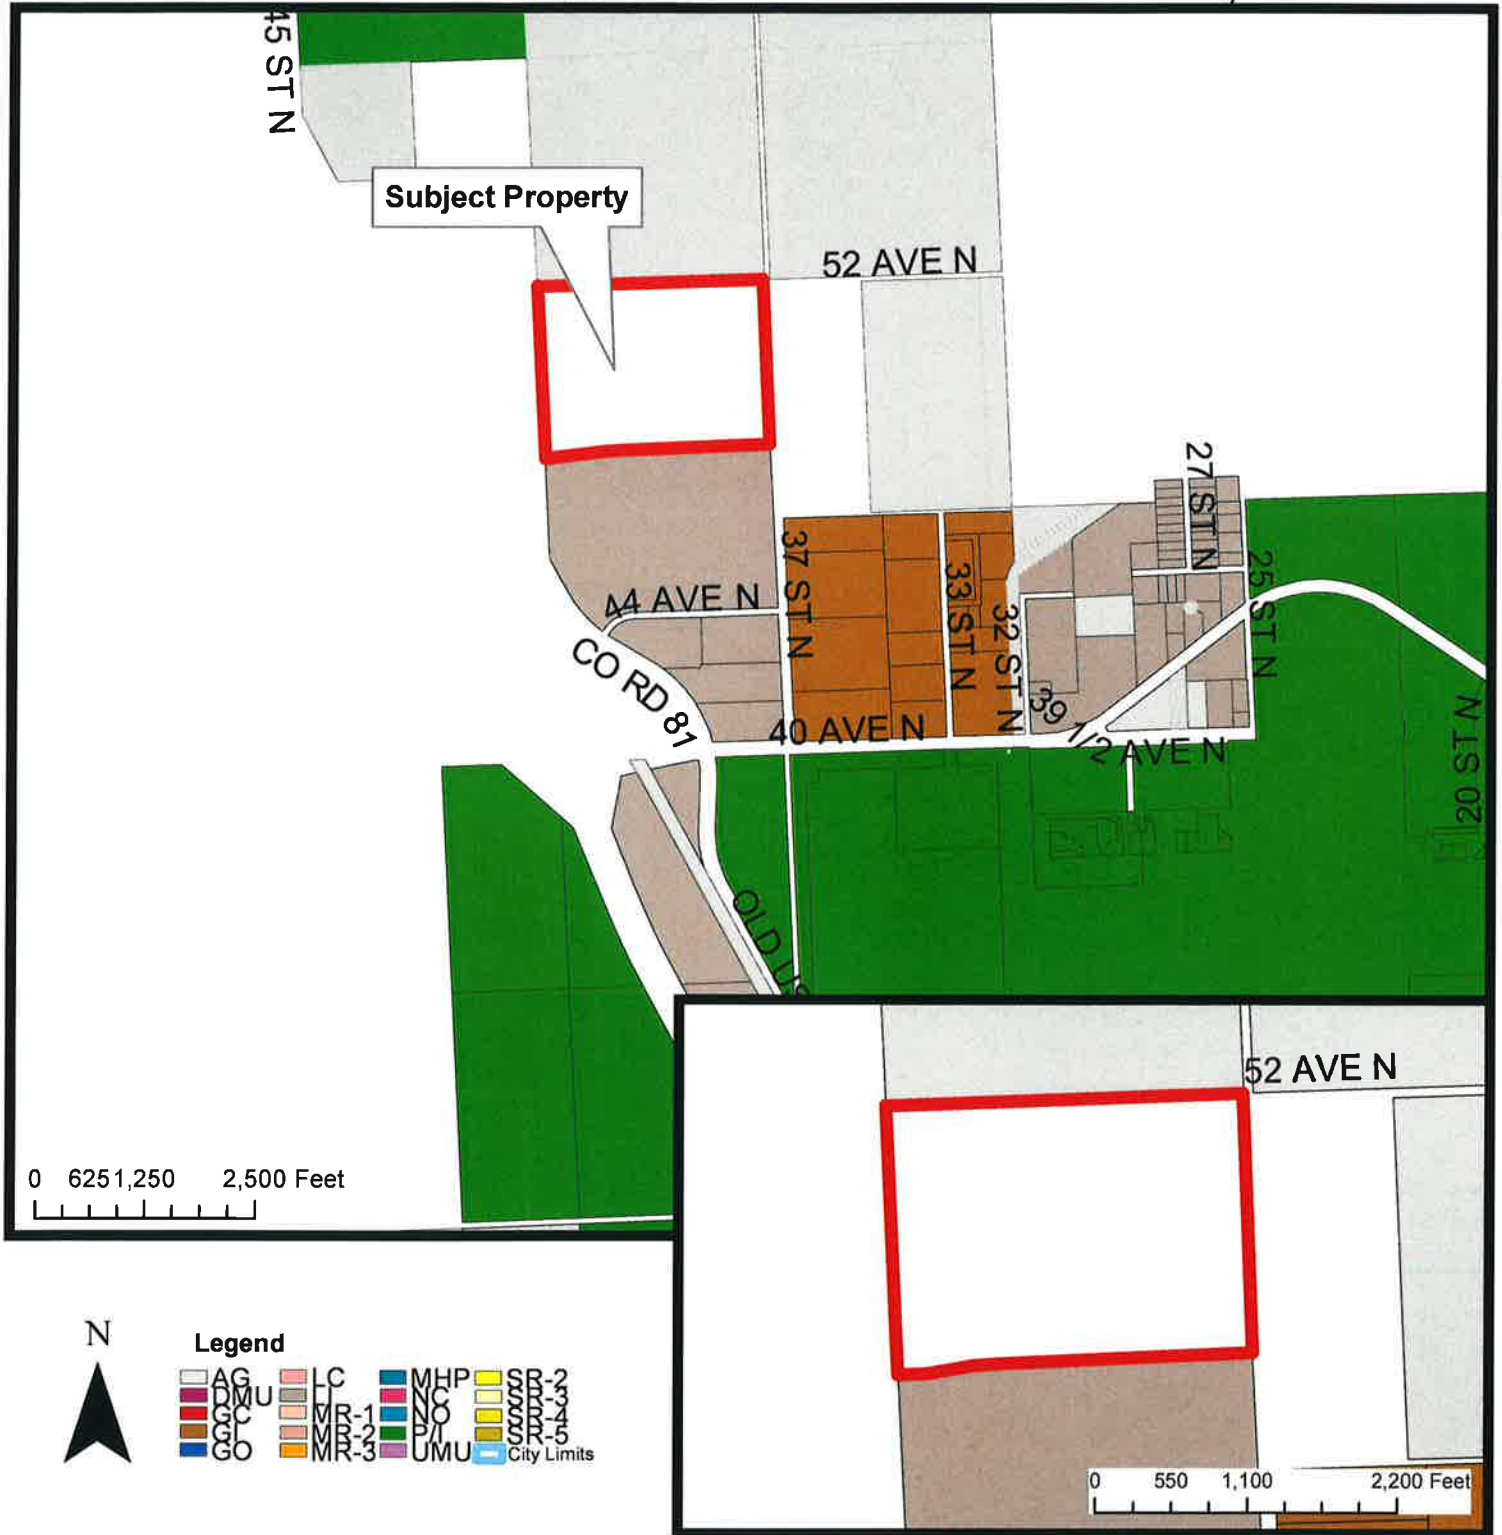 45 ST N
Subject Property
52 AVE N
27 ST N
37 ST N
33 ST N
32 ST N
25 ST N
44 AVE N
CO RD 81
40 AVE N
39 1/2 AVE N
20 ST N
OLD US
0 625 1,250 2,500 Feet
52 AVE N
0 550 1,100 2,200 Feet
N
Legend
AG LC MHP SR-2
DMU LI NC SR-3
GC MR-1 NO SR-4
GI MR-2 P/I SR-5
GO MR-3 UMU City Limits